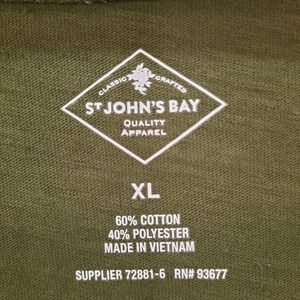 CLASSIC CRAFTED
ST JOHN'S BAY
QUALITY
APPAREL
XL
60% COTTON
40% POLYESTER
MADE IN VIETNAM
SUPPLIER 72881-6 RN# 93677